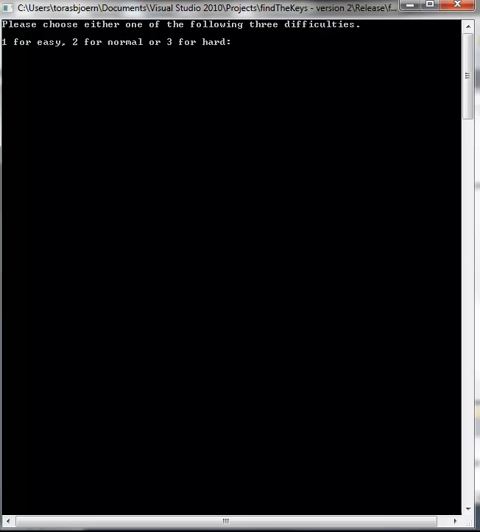 C:\Users\torasbjoern\Documents\Visual Studio 2010\Projects\findTheKeys - version 2\Release\f...
Please choose either one of the following three difficulties.
1 for easy, 2 for normal or 3 for hard: